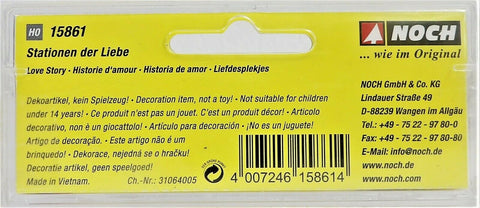 H0 15861
Stationen der Liebe
Love Story · Historie d'amour · Historia de amor · Liefdesplekjes
Dekoartikel, kein Spielzeug! · Decoration item, not a toy! · Not suitable for children
under 14 years! · Ce produit n'est pas un jouet. C'est un produit décor! · Articolo
decorativo, non è un giocattolo! · Artículo para decoración. ¡No es un juguete!
Artigo de decoração. · Este artigo não é um
brinquedo! · Dekorace, nejedná se o hračku!
Decoratie artikel, geen speelgoed!
Made in Vietnam. Ch.-Nr.: 31064005
4 007246 158614
NOCH
... wie im Original
NOCH GmbH & Co. KG
Lindauer Straße 49
D-88239 Wangen im Allgäu
Tel.: +49 - 75 22 - 97 80-0
Fax: +49 - 75 22 - 97 80-80
E-Mail: info@noch.de
www.noch.de
www.noch.com